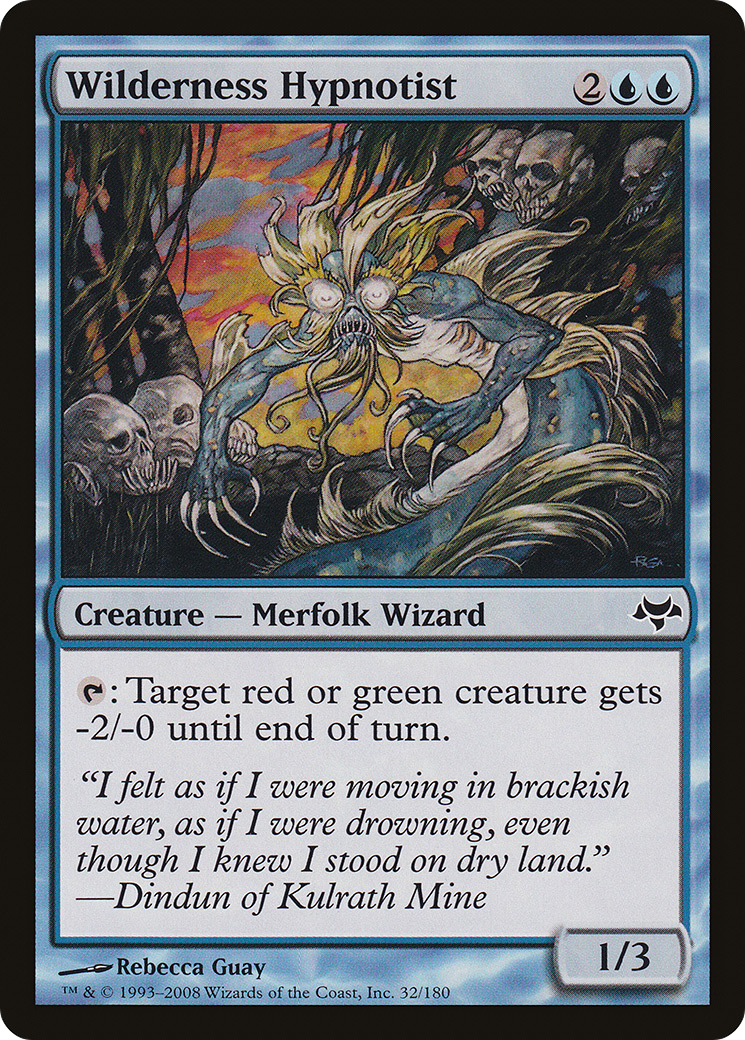 Wilderness Hypnotist 2
RGA
Creature — Merfolk Wizard
: Target red or green creature gets
-2/-0 until end of turn.
“I felt as if I were moving in brackish
water, as if I were drowning, even
though I knew I stood on dry land.”
—Dindun of Kulrath Mine
1/3
Rebecca Guay
™ & © 1993–2008 Wizards of the Coast, Inc. 32/180